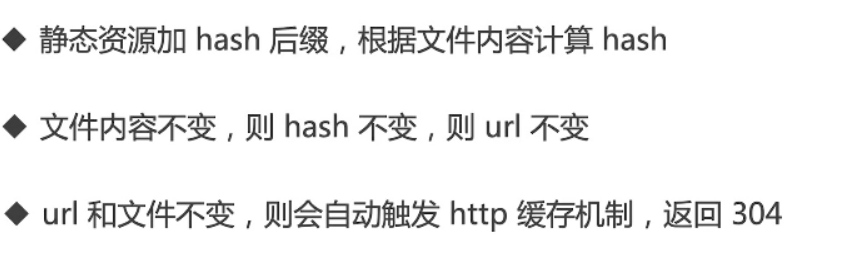 ◆ 静态资源加 hash 后缀，根据文件内容计算 hash
◆ 文件内容不变，则 hash 不变，则 url 不变
◆ url 和文件不变，则会自动触发 http 缓存机制，返回 304